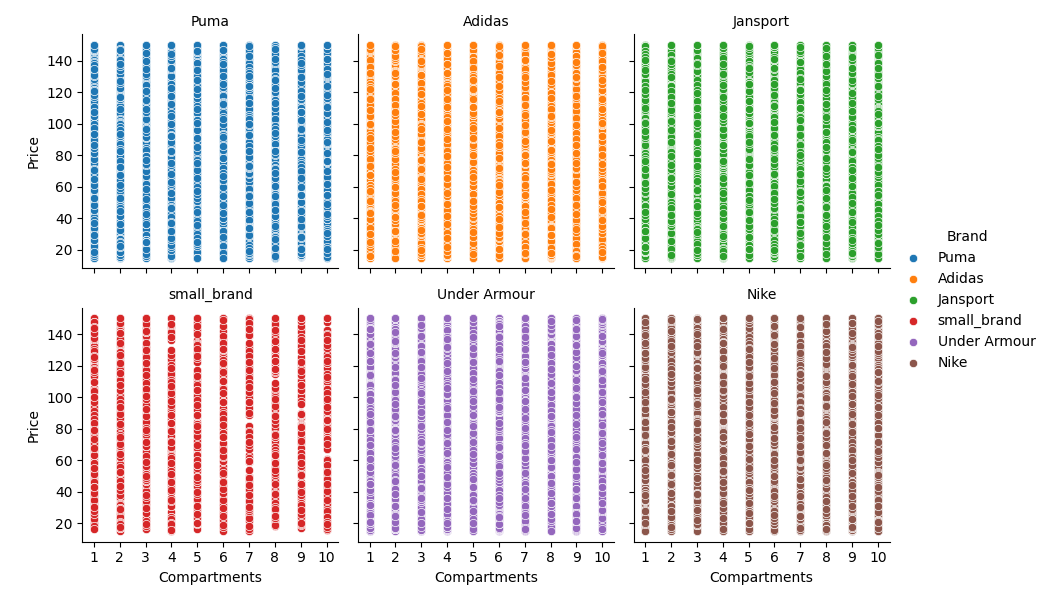 Puma
Adidas
Jansport
Price
140
120
100
80
60
40
20
small_brand
Under Armour
Nike
Price
140
120
100
80
60
40
20
1 2 3 4 5 6 7 8 9 10
1 2 3 4 5 6 7 8 9 10
1 2 3 4 5 6 7 8 9 10
Compartments
Compartments
Compartments
Brand
Puma
Adidas
Jansport
small_brand
Under Armour
Nike